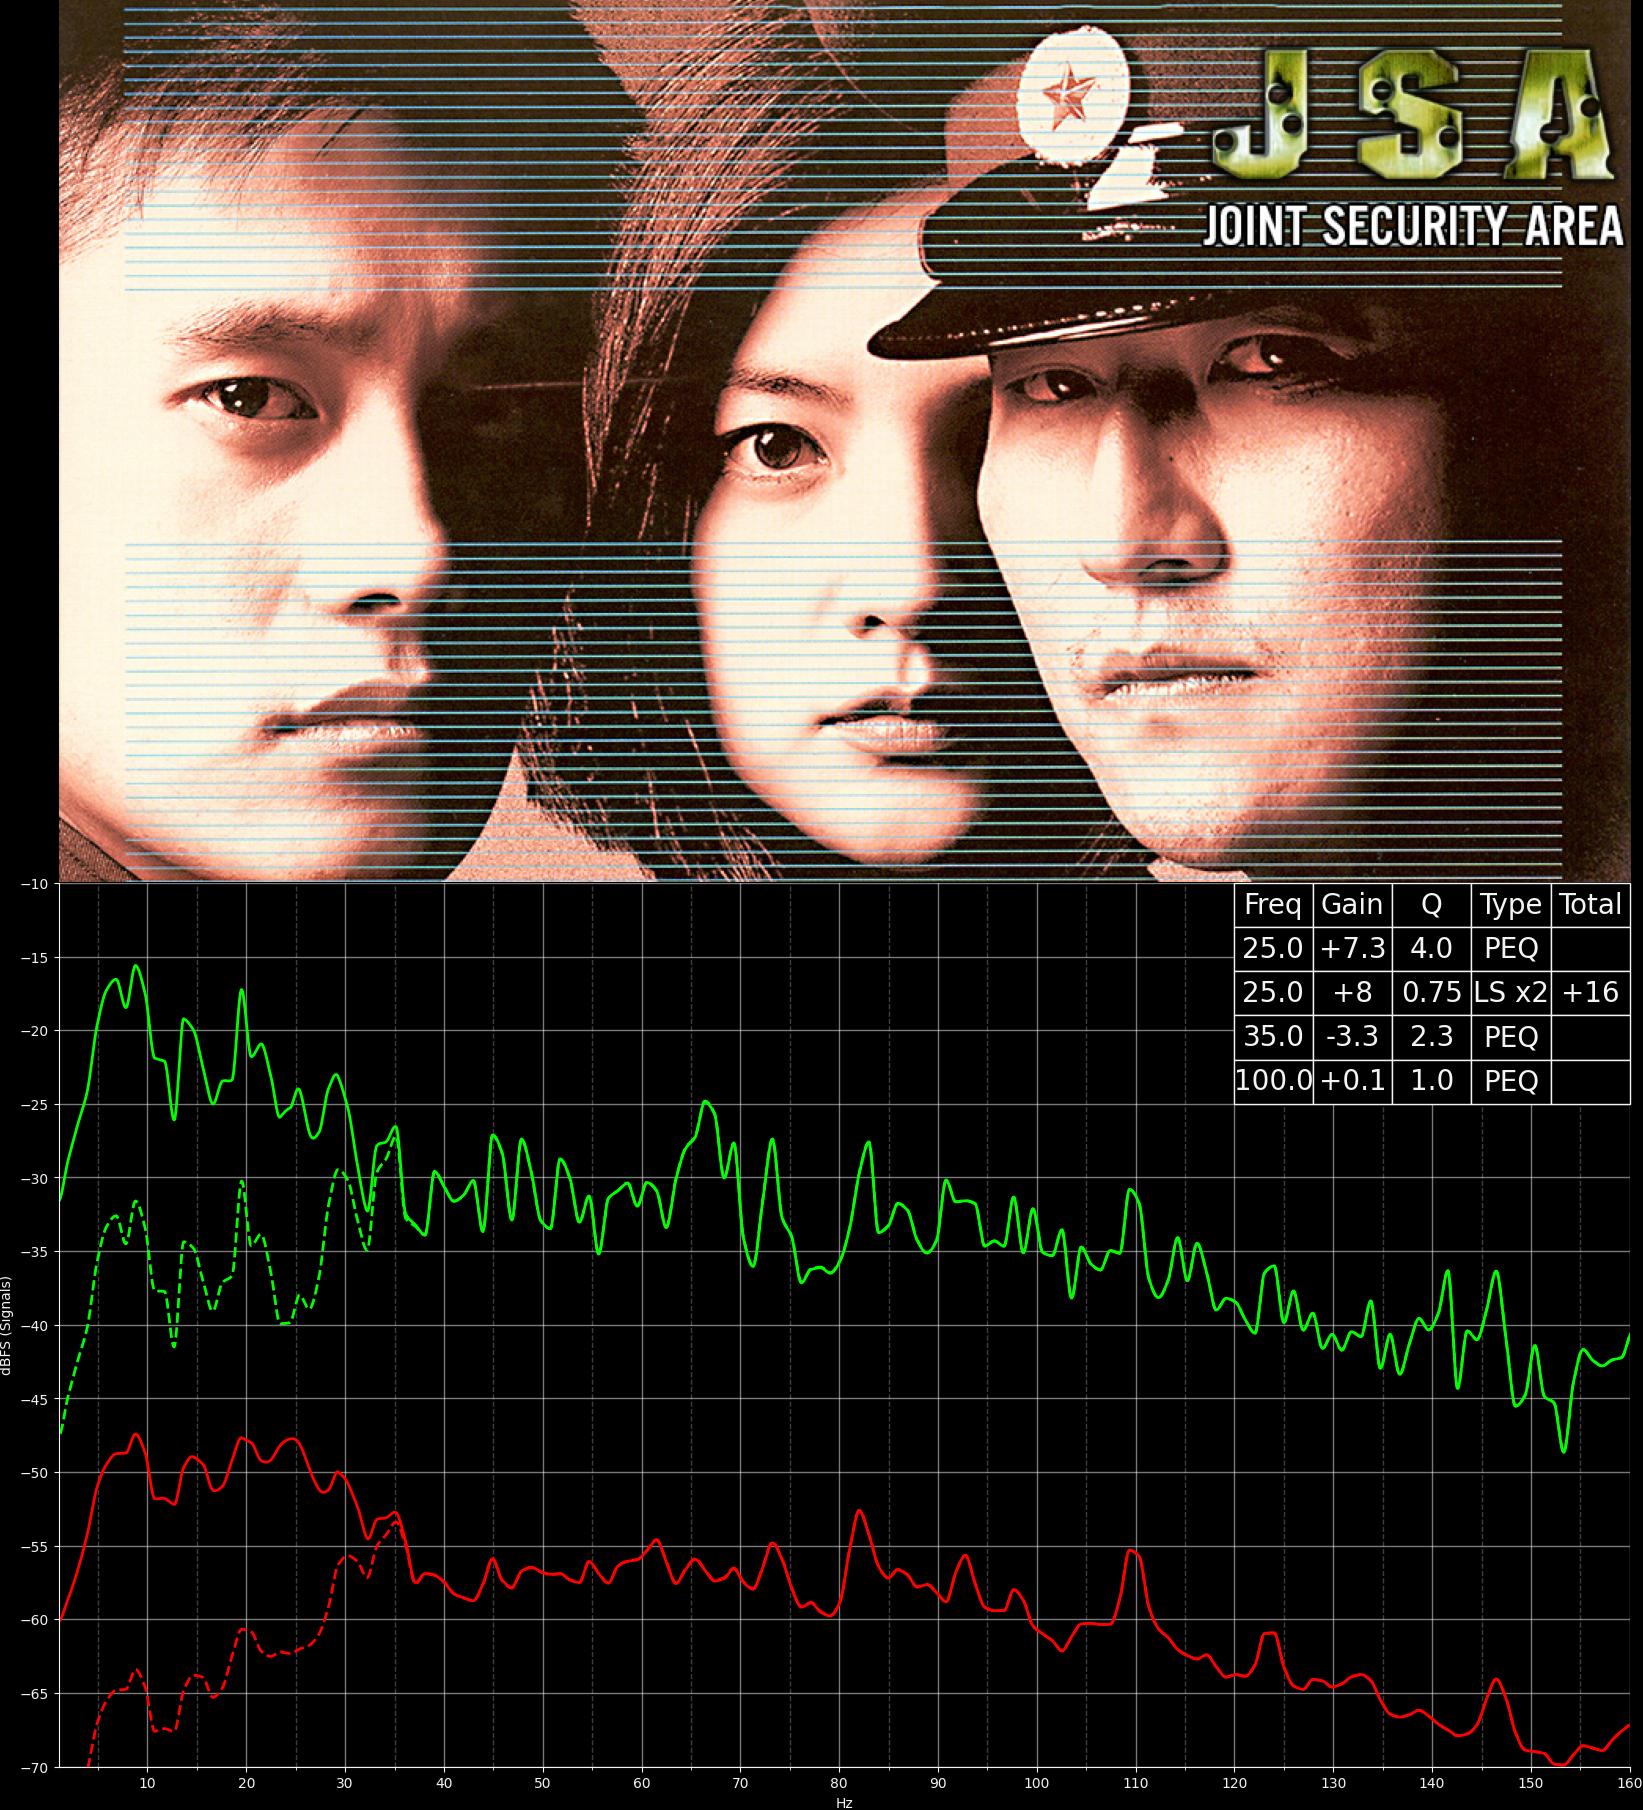 JSA
JOINT SECURITY AREA
Freq Gain Q Type Total
25.0 +7.3 4.0 PEQ
25.0 +8 0.75 LS x2 +16
35.0 -3.3 2.3 PEQ
100.0 +0.1 1.0 PEQ
−10
−15
−20
−25
−30
−35
−40
−45
−50
−55
−60
−65
−70
dBFS (Signals)
10 20 30 40 50 60 70 80 90 100 110 120 130 140 150 160
Hz